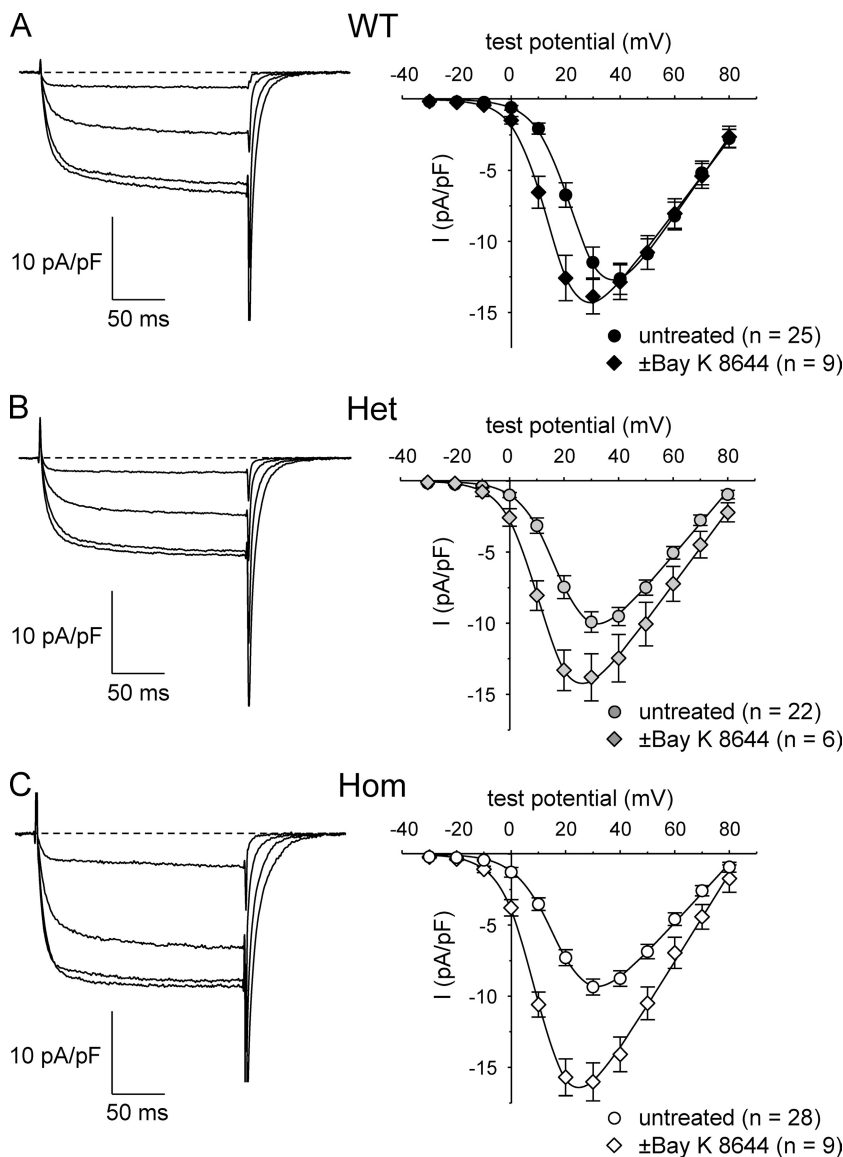 A
WT
10 pA/pF
50 ms
test potential (mV)
-40 -20 0 20 40 60 80
-5
-10
-15
I (pA/pF)
untreated (n = 25)
±Bay K 8644 (n = 9)
B
Het
10 pA/pF
50 ms
test potential (mV)
-40 -20 0 20 40 60 80
-5
-10
-15
I (pA/pF)
untreated (n = 22)
±Bay K 8644 (n = 6)
C
Hom
10 pA/pF
50 ms
test potential (mV)
-40 -20 0 20 40 60 80
-5
-10
-15
I (pA/pF)
untreated (n = 28)
±Bay K 8644 (n = 9)